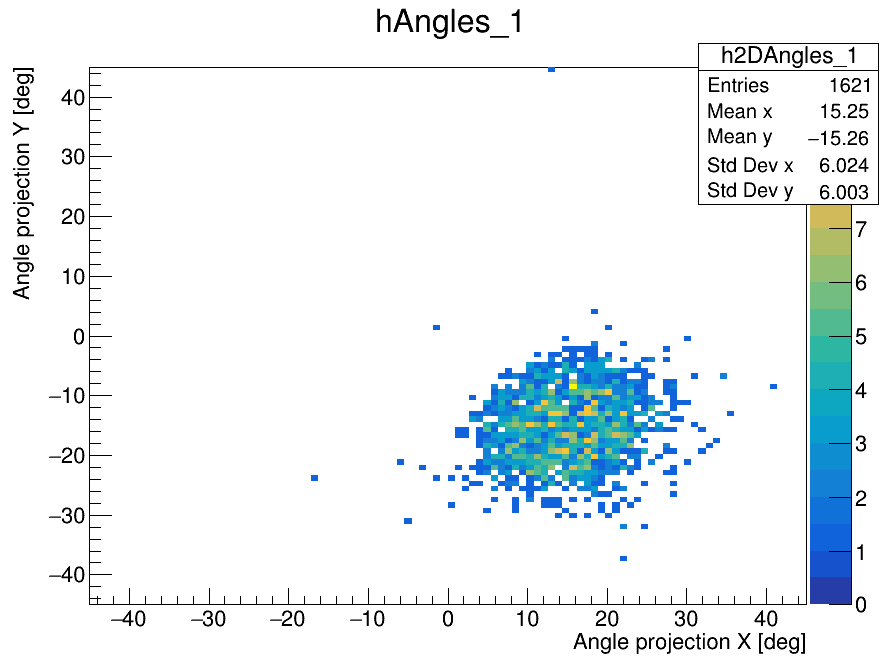 hAngles_1
h2DAngles_1
Entries 1621
Mean x 15.25
Mean y −15.26
Std Dev x 6.024
Std Dev y 6.003
Angle projection Y [deg]
40
30
20
10
0
−10
−20
−30
−40
−40 −30 −20 −10 0 10 20 30 40
Angle projection X [deg]
7
6
5
4
3
2
1
0